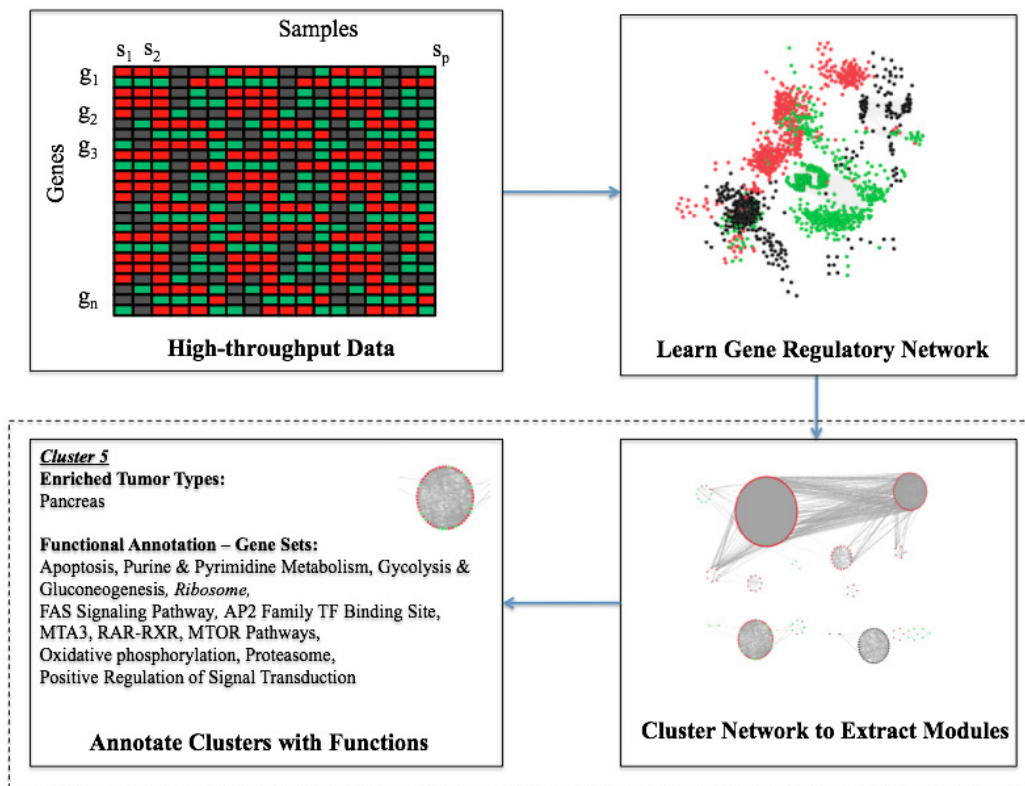 Samples
s1 s2 sp
g1
g2
g3
gn
Genes
High-throughput Data
Learn Gene Regulatory Network
Cluster 5
Enriched Tumor Types:
Pancreas
Functional Annotation – Gene Sets:
Apoptosis, Purine & Pyrimidine Metabolism, Gycolysis &
Gluconeogenesis, Ribosome,
FAS Signaling Pathway, AP2 Family TF Binding Site,
MTA3, RAR-RXR, MTOR Pathways,
Oxidative phosphorylation, Proteasome,
Positive Regulation of Signal Transduction
Annotate Clusters with Functions
Cluster Network to Extract Modules